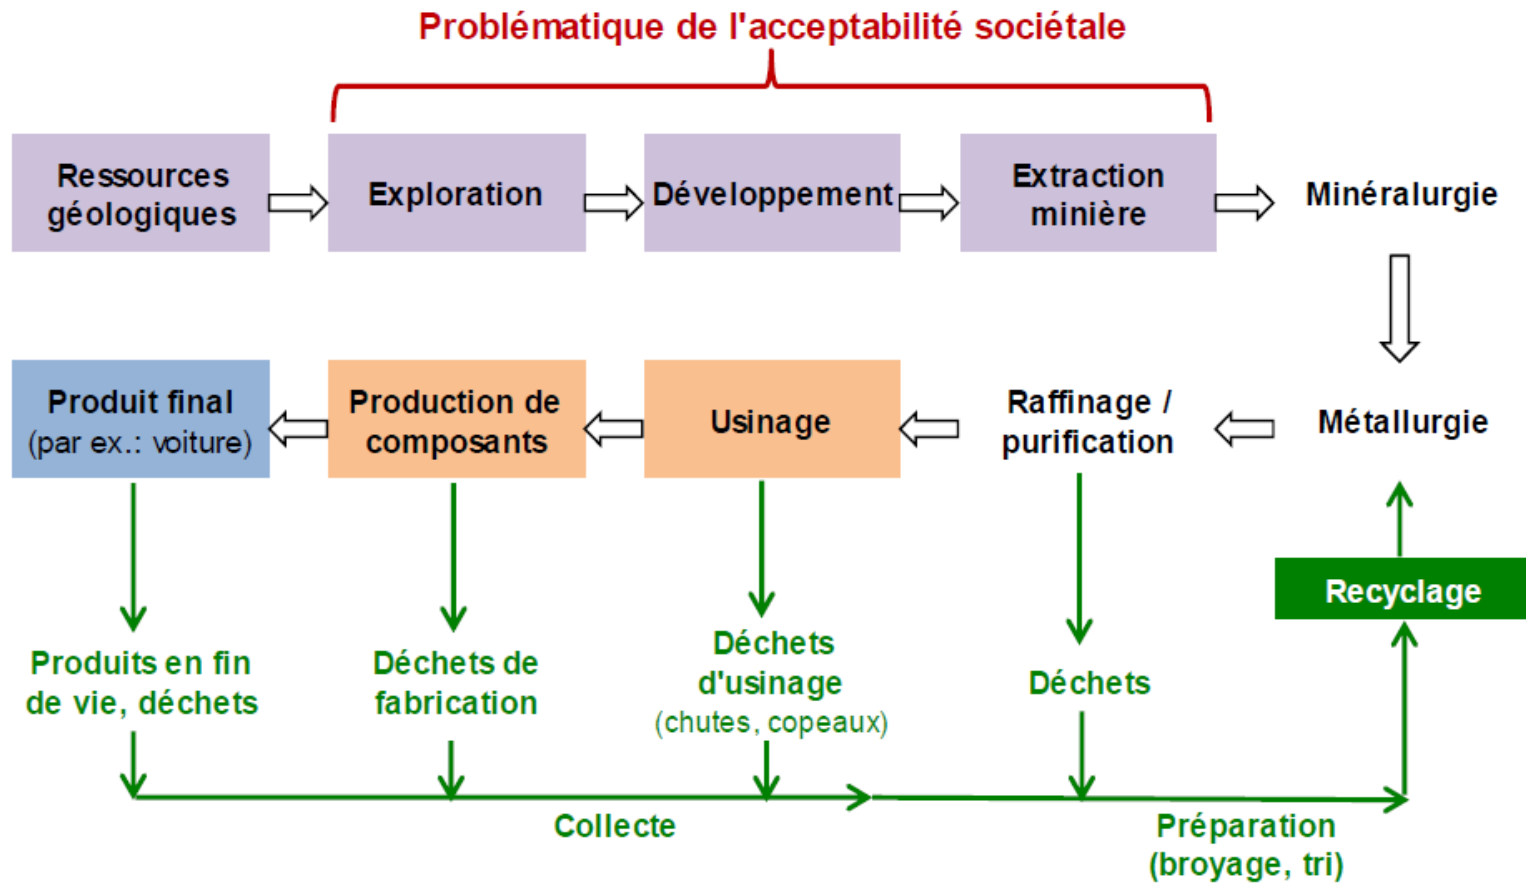 Problématique de l'acceptabilité sociétale
Ressources
géologiques
Exploration
Développement
Extraction
minière
Minéralurgie
Produit final
(par ex.: voiture)
Production de
composants
Usinage
Raffinage /
purification
Métallurgie
Recyclage
Produits en fin
de vie, déchets
Déchets de
fabrication
Déchets
d'usinage
(chutes, copeaux)
Déchets
Collecte
Préparation
(broyage, tri)